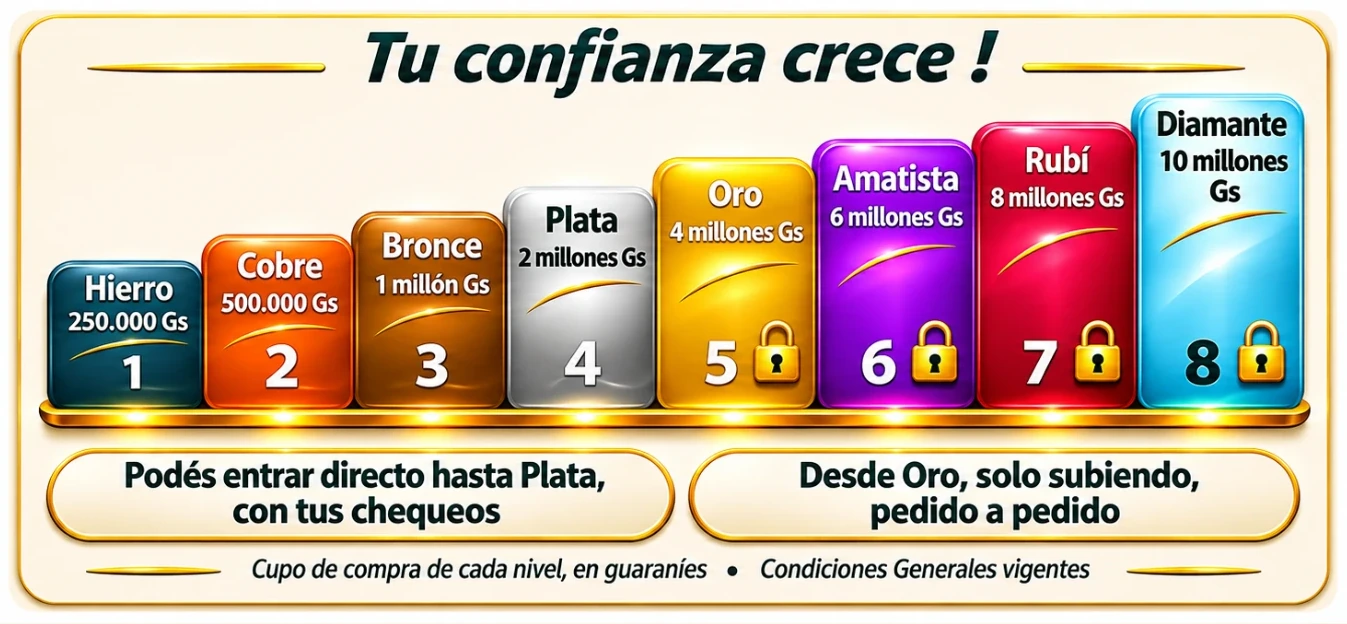 Tu confianza crece !
Hierro
250.000 Gs
1
Cobre
500.000 Gs
2
Bronce
1 millón Gs
3
Plata
2 millones Gs
4
Oro
4 millones Gs
5
Amatista
6 millones Gs
6
Rubí
8 millones Gs
7
Diamante
10 millones
Gs
8
Podés entrar directo hasta Plata,
con tus chequeos
Desde Oro, solo subiendo,
pedido a pedido
Cupo de compra de cada nivel, en guaraníes • Condiciones Generales vigentes